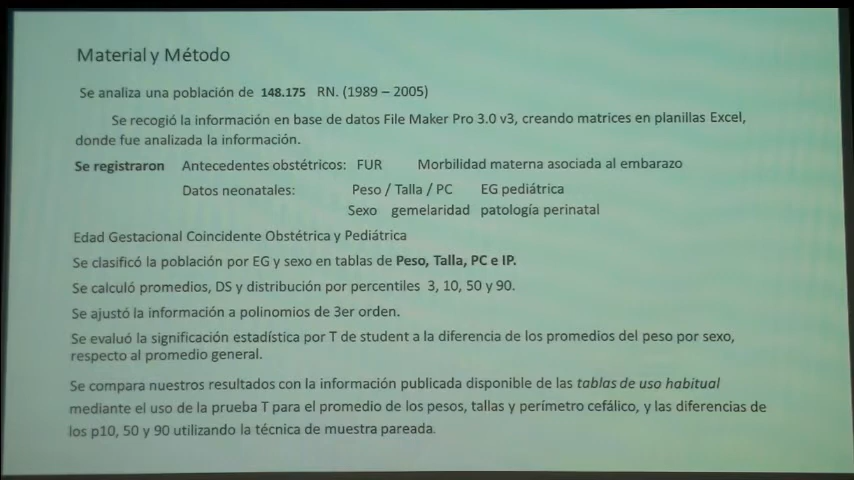 Material y Método
Se analiza una población de 148.175 RN. (1989 – 2005)
Se recogió la información en base de datos File Maker Pro 3.0 v3, creando matrices en planillas Excel,
donde fue analizada la información.
Se registraron Antecedentes obstétricos: FUR Morbilidad materna asociada al embarazo
Datos neonatales: Peso / Talla / PC EG pediátrica
Sexo gemelaridad patología perinatal
Edad Gestacional Coincidente Obstétrica y Pediátrica
Se clasificó la población por EG y sexo en tablas de Peso, Talla, PC e IP.
Se calculó promedios, DS y distribución por percentiles 3, 10, 50 y 90.
Se ajustó la información a polinomios de 3er orden.
Se evaluó la significación estadística por T de student a la diferencia de los promedios del peso por sexo,
respecto al promedio general.
Se compara nuestros resultados con la información publicada disponible de las tablas de uso habitual
mediante el uso de la prueba T para el promedio de los pesos, tallas y perímetro cefálico, y las diferencias de
los p10, 50 y 90 utilizando la técnica de muestra pareada.